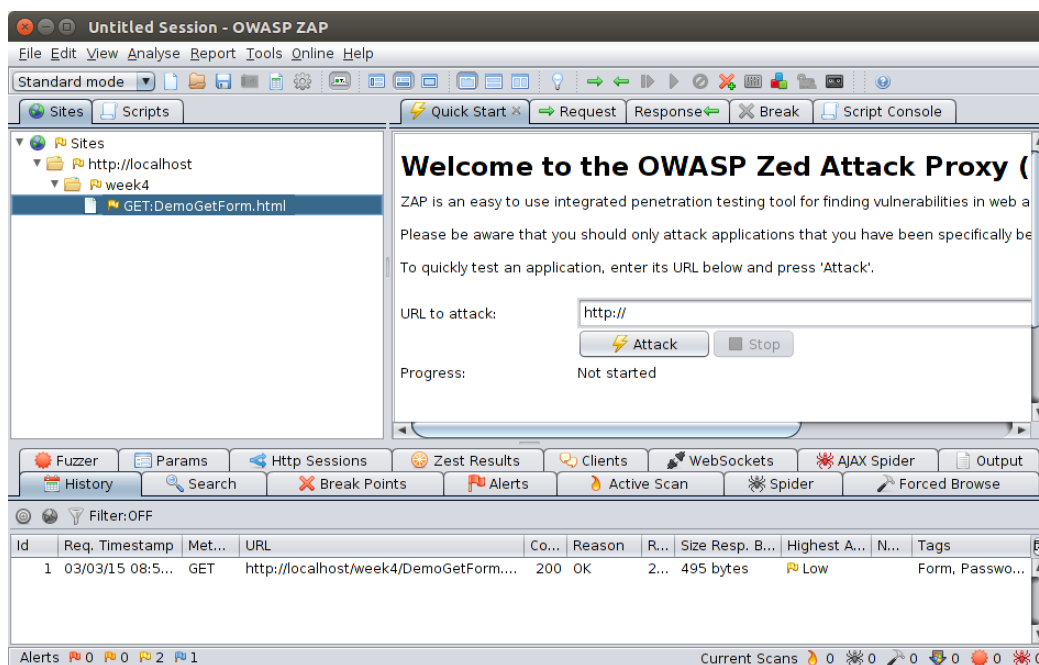 Untitled Session - OWASP ZAP
File Edit View Analyse Report Tools Online Help
Standard mode
Sites Scripts
Quick Start Request Response Break Script Console
Sites
http://localhost
week4
GET:DemoGetForm.html
Welcome to the OWASP Zed Attack Proxy (
ZAP is an easy to use integrated penetration testing tool for finding vulnerabilities in web a
Please be aware that you should only attack applications that you have been specifically be
To quickly test an application, enter its URL below and press 'Attack'.
URL to attack: http://
Attack Stop
Progress: Not started
Fuzzer Params Http Sessions Zest Results Clients WebSockets AJAX Spider Output
History Search Break Points Alerts Active Scan Spider Forced Browse
Filter:OFF
Id Req. Timestamp Met... URL Co... Reason R... Size Resp. B... Highest A... N... Tags
1 03/03/15 08:5... GET http://localhost/week4/DemoGetForm.... 200 OK 2... 495 bytes Low Form, Passwo...
Alerts 0 0 2 1 Current Scans 0 0 0 0 0 0